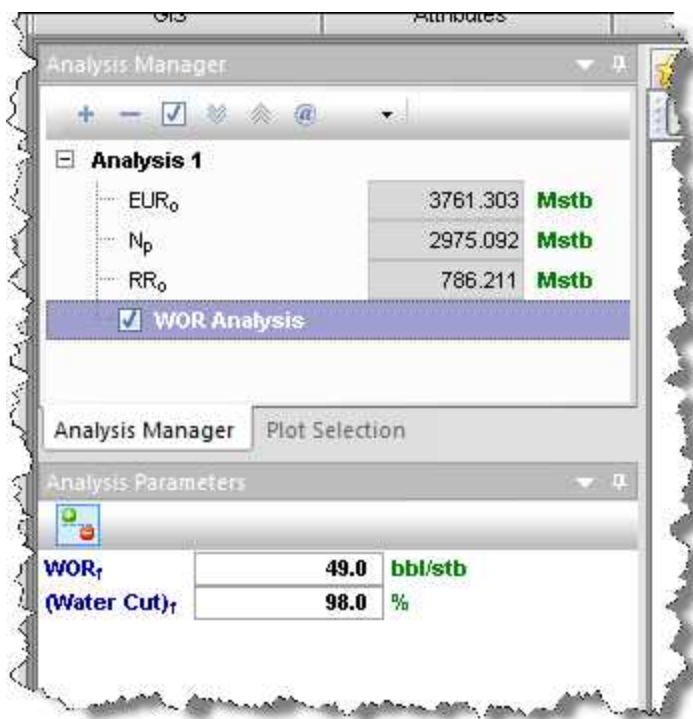 GIS Attributes
Analysis Manager
@
Analysis 1
EURo 3761.303 Mstb
Np 2975.092 Mstb
RRo 786.211 Mstb
WOR Analysis
Analysis Manager Plot Selection
Analysis Parameters
WORf 49.0 bbl/stb
(Water Cut)f 98.0 %